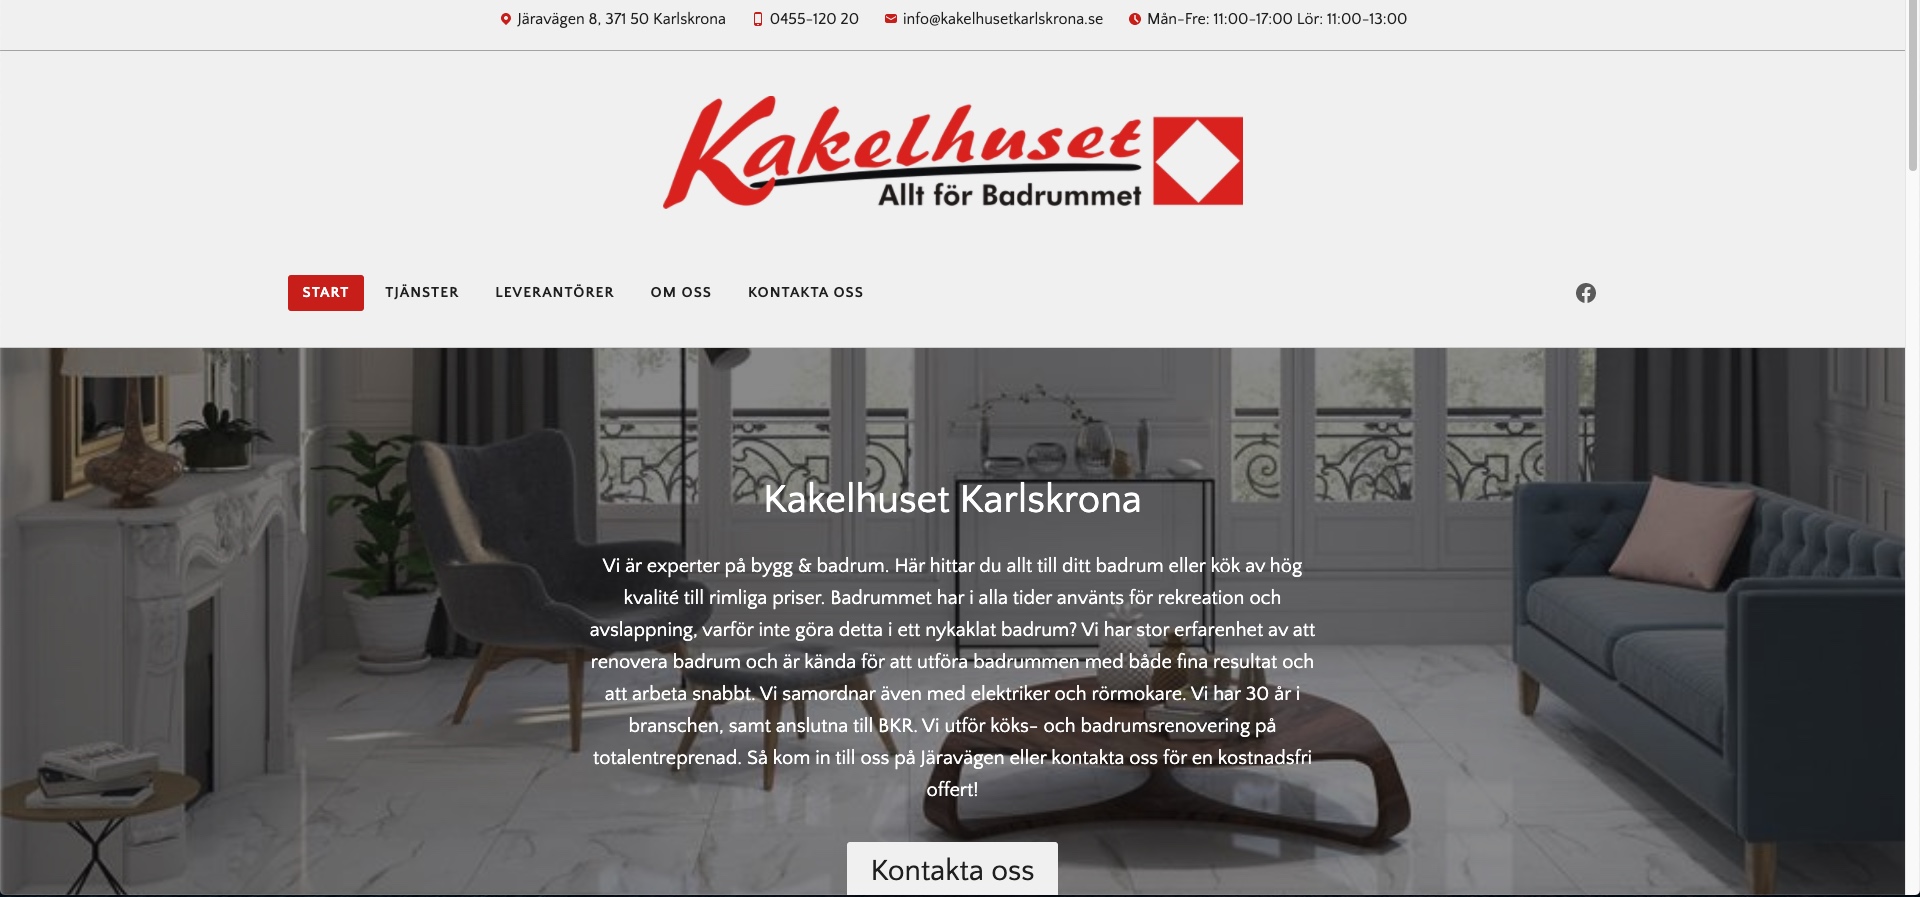 Järavägen 8, 371 50 Karlskrona 0455-120 20 info@kakelhusetkarlskrona.se Mån-Fre: 11:00-17:00 Lör: 11:00-13:00
Kakelhuset
Allt för Badrummet
START TJÄNSTER LEVERANTÖRER OM OSS KONTAKTA OSS
Kakelhuset Karlskrona
Vi är experter på bygg & badrum. Här hittar du allt till ditt badrum eller kök av hög
kvalité till rimliga priser. Badrummet har i alla tider använts för rekreation och
avslappning, varför inte göra detta i ett nykaklat badrum? Vi har stor erfarenhet av att
renovera badrum och är kända för att utföra badrummen med både fina resultat och
att arbeta snabbt. Vi samordnar även med elektriker och rörmokare. Vi har 30 år i
branschen, samt anslutna till BKR. Vi utför köks- och badrumsrenovering på
totalentreprenad. Så kom in till oss på Järavägen eller kontakta oss för en kostnadsfri
offert!
Kontakta oss